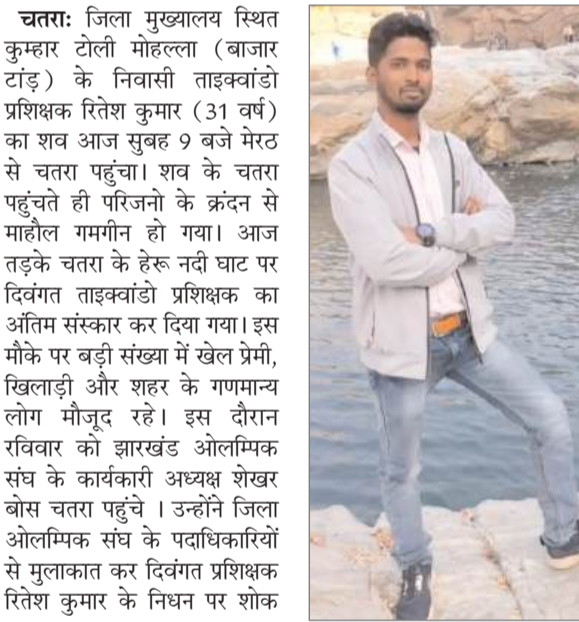 चतराः जिला मुख्यालय स्थित
कुम्हार टोली मोहल्ला (बाजार
टांड़) के निवासी ताइक्वांडो
प्रशिक्षक रितेश कुमार (31 वर्ष)
का शव आज सुबह 9 बजे मेरठ
से चतरा पहुंचा। शव के चतरा
पहुंचते ही परिजनो के क्रंदन से
माहौल गमगीन हो गया। आज
तड़के चतरा के हेरू नदी घाट पर
दिवंगत ताइक्वांडो प्रशिक्षक का
अंतिम संस्कार कर दिया गया। इस
मौके पर बड़ी संख्या में खेल प्रेमी,
खिलाड़ी और शहर के गणमान्य
लोग मौजूद रहे। इस दौरान
रविवार को झारखंड ओलम्पिक
संघ के कार्यकारी अध्यक्ष शेखर
बोस चतरा पहुंचे । उन्होंने जिला
ओलम्पिक संघ के पदाधिकारियों
से मुलाकात कर दिवंगत प्रशिक्षक
रितेश कुमार के निधन पर शोक